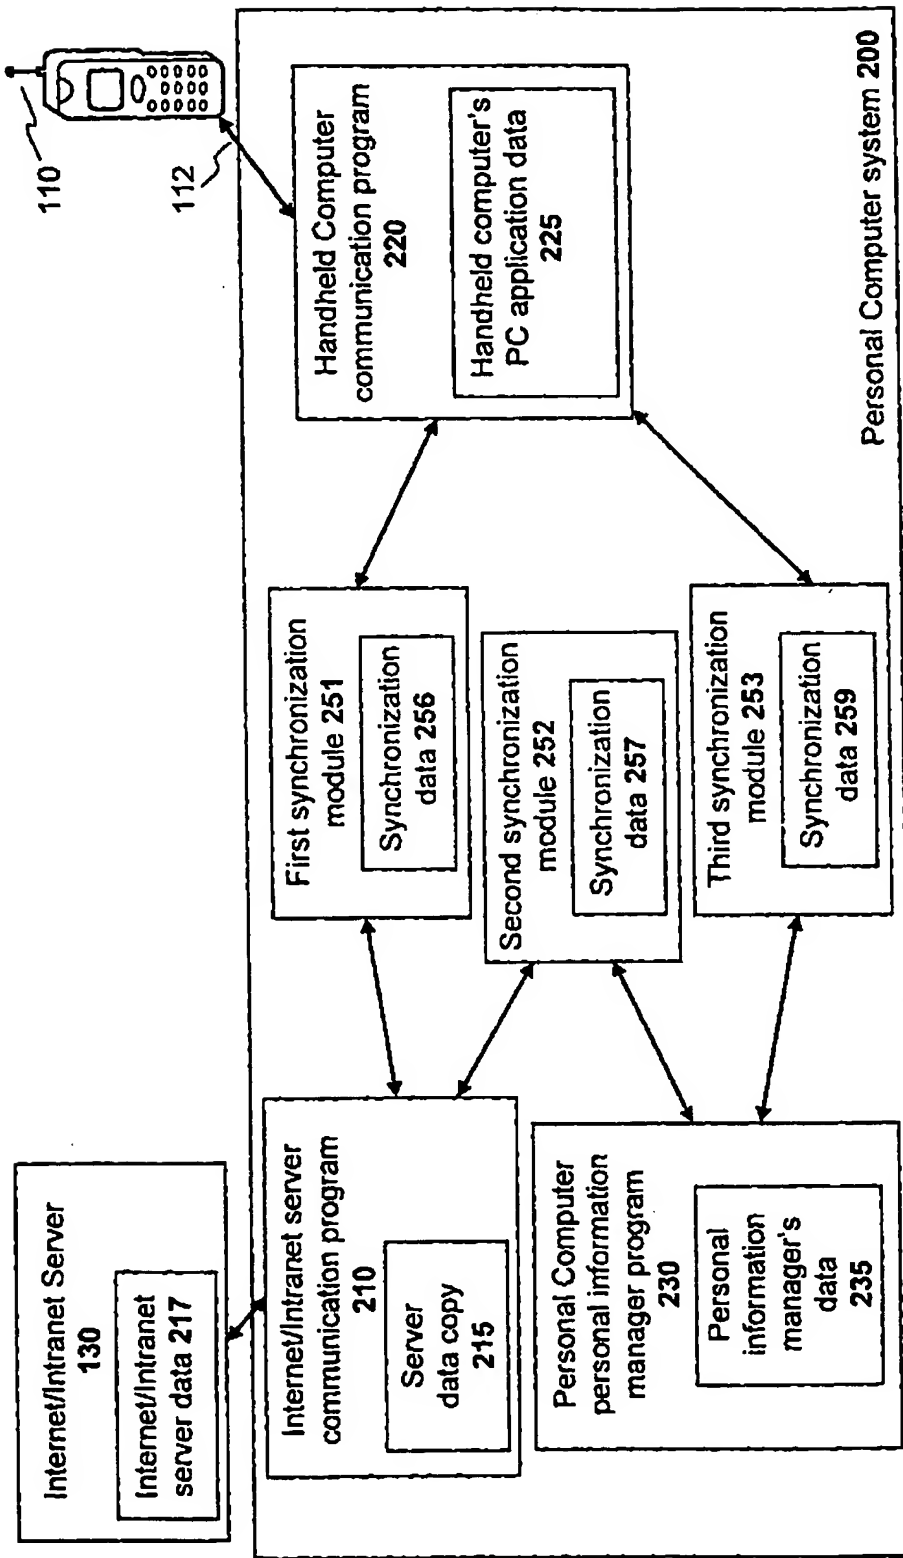 Internet/Intranet Server
130
Internet/Intranet
server data 217
110
112
Internet/Intranet server
communication program
210
Server
data copy
215
First synchronization
module 251
Synchronization
data 256
Handheld Computer
communication program
220
Handheld computer's
PC application data
225
Second synchronization
module 252
Synchronization
data 257
Personal Computer
personal information
manager program
230
Personal
information
manager's
data
235
Third synchronization
module 253
Synchronization
data 259
Personal Computer system 200